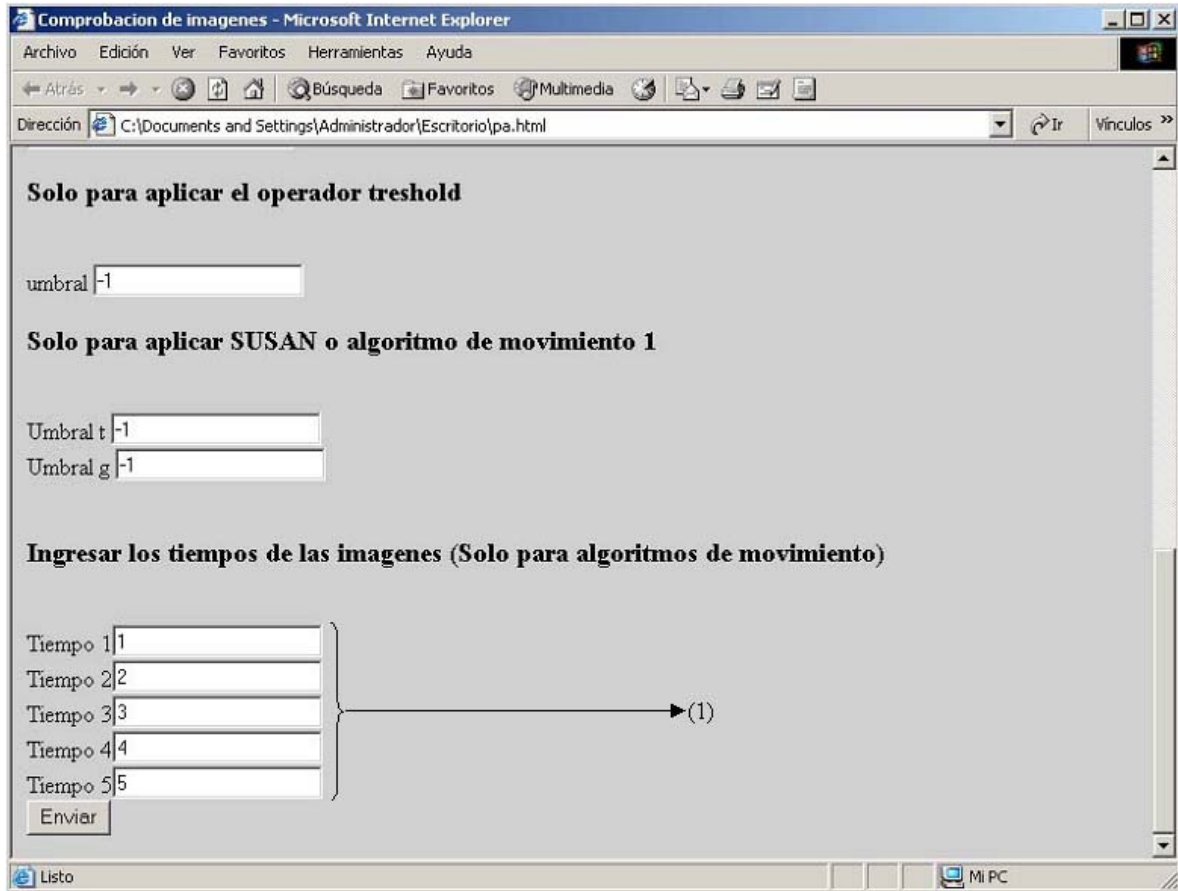 Comprobacion de imagenes - Microsoft Internet Explorer
Archivo Edición Ver Favoritos Herramientas Ayuda
Atrás Búsqueda Favoritos Multimedia
Dirección C:\Documents and Settings\Administrador\Escritorio\pa.html Ir Vínculos »
Solo para aplicar el operador treshold
umbral -1
Solo para aplicar SUSAN o algoritmo de movimiento 1
Umbral t -1
Umbral g -1
Ingresar los tiempos de las imagenes (Solo para algoritmos de movimiento)
Tiempo 1 1
Tiempo 2 2
Tiempo 3 3 (1)
Tiempo 4 4
Tiempo 5 5
Enviar
Listo Mi PC